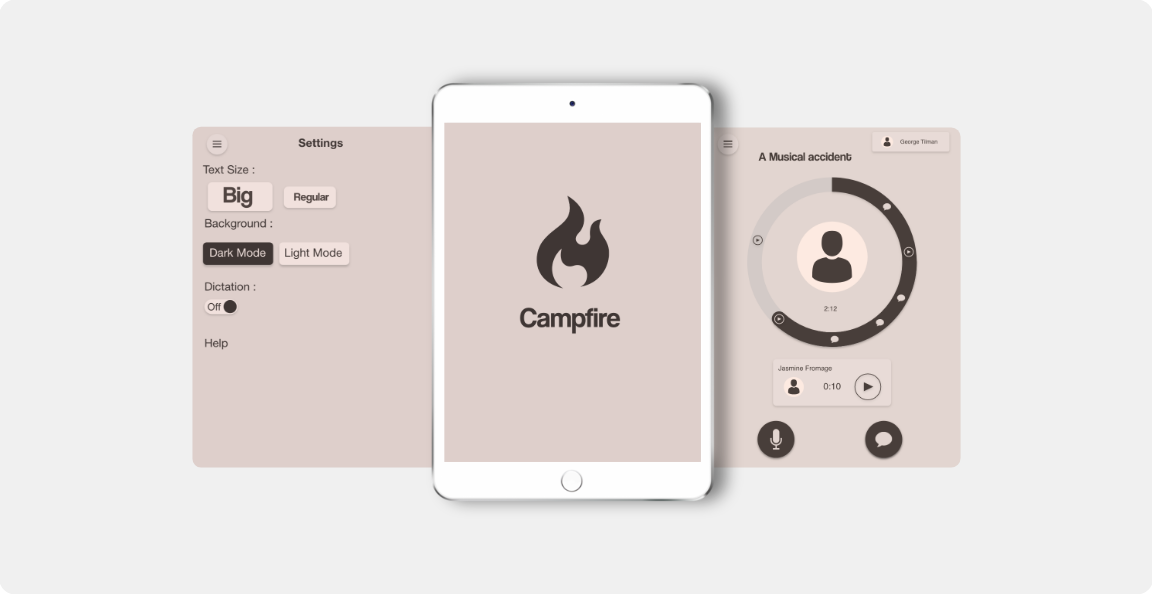 Settings
Text Size :
Big
Regular
Background :
Dark Mode
Light Mode
Dictation :
Off
Help
Campfire
George Tilman
A Musical accident
2:12
Jasmine Fromage
0:10